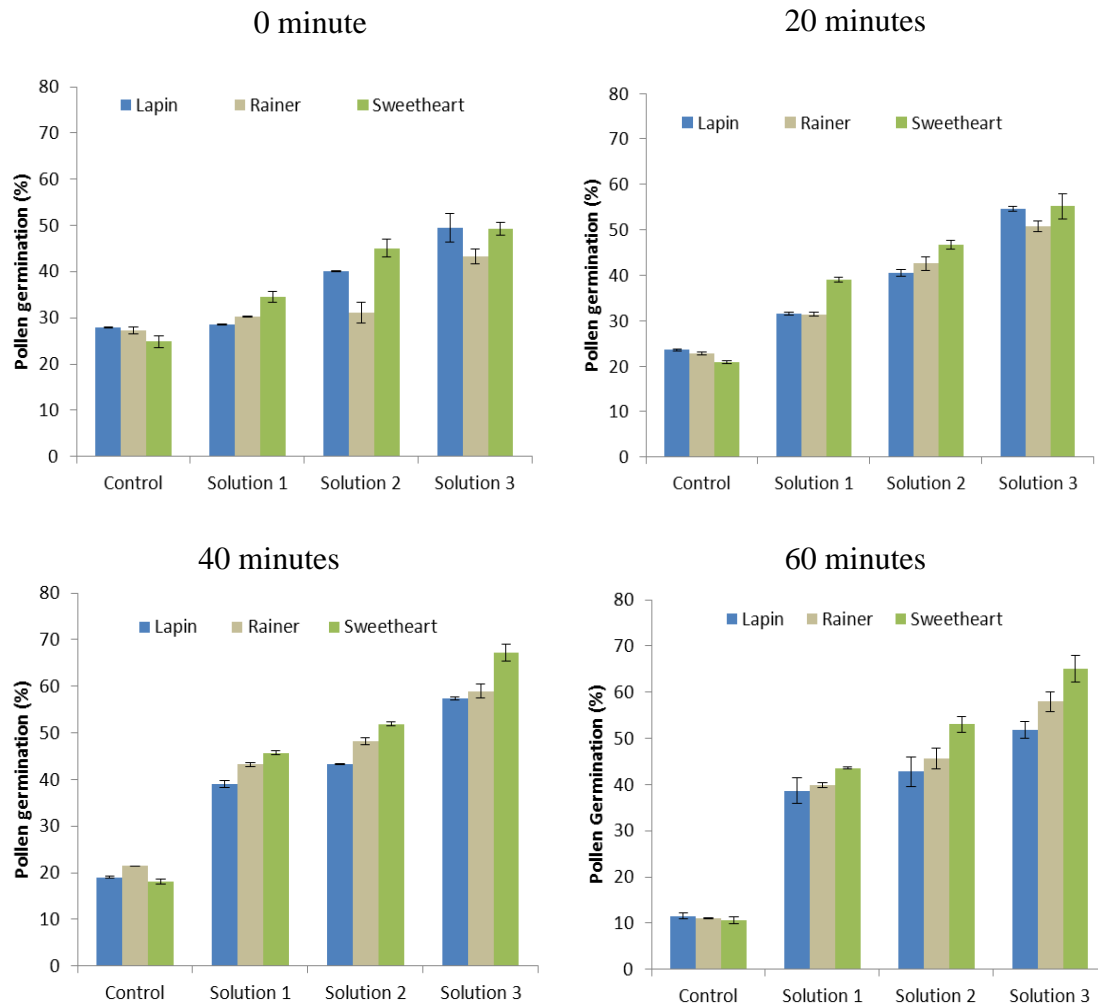 0 minute
Pollen germination (%)
80
70
60
50
40
30
20
10
0
Lapin Rainer Sweetheart
Control Solution 1 Solution 2 Solution 3
20 minutes
Pollen germination (%)
80
70
60
50
40
30
20
10
0
Lapin Rainer Sweetheart
Control Solution 1 Solution 2 Solution 3
40 minutes
Pollen germination (%)
80
70
60
50
40
30
20
10
0
Lapin Rainer Sweetheart
Control Solution 1 Solution 2 Solution 3
60 minutes
Pollen Germination (%)
80
70
60
50
40
30
20
10
0
Lapin Rainer Sweetheart
Control Solution 1 Solution 2 Solution 3